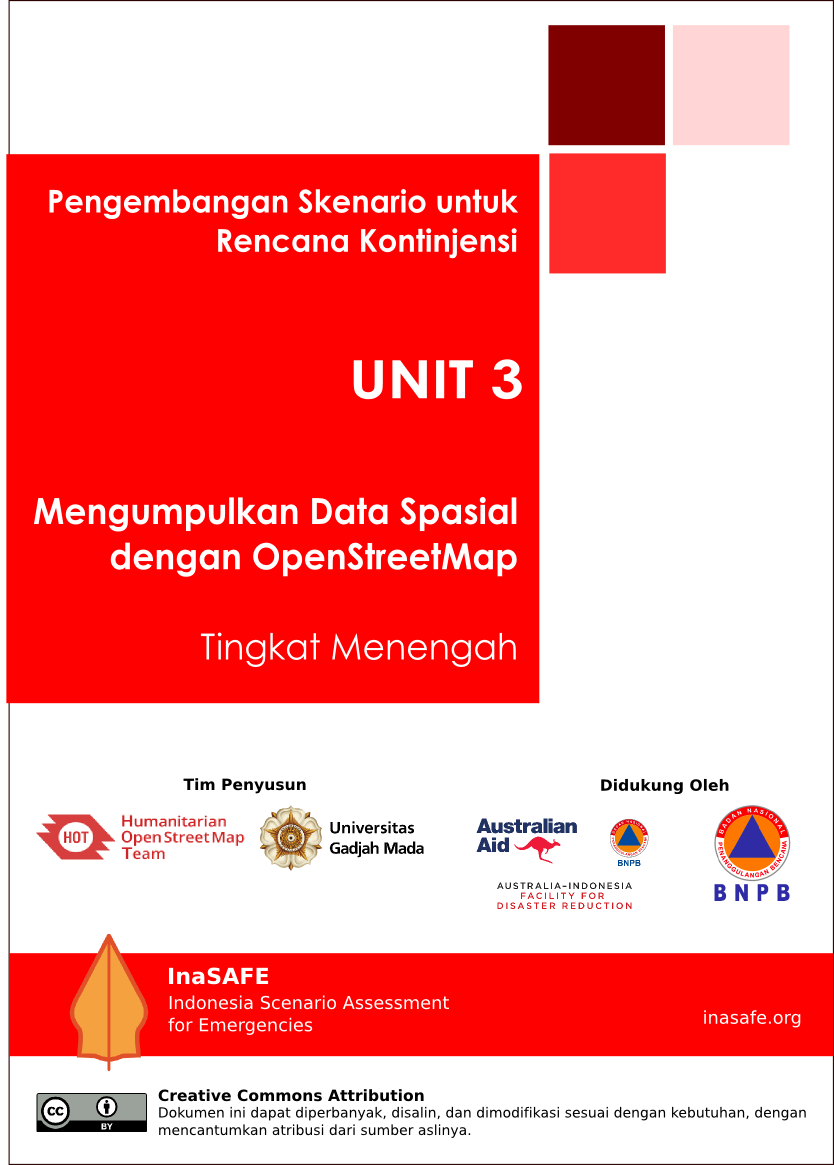 Pengembangan Skenario untuk
Rencana Kontinjensi
UNIT 3
Mengumpulkan Data Spasial
dengan OpenStreetMap
Tingkat Menengah
Tim Penyusun
HOT
Humanitarian
OpenStreetMap
Team
Universitas
Gadjah Mada
Didukung Oleh
Australian
Aid
BNPB
AUSTRALIA–INDONESIA
FACILITY FOR
DISASTER REDUCTION
BADAN NASIONAL
PENANGGULANGAN BENCANA
BNPB
InaSAFE
Indonesia Scenario Assessment
for Emergencies
inasafe.org
cc
BY
Creative Commons Attribution
Dokumen ini dapat diperbanyak, disalin, dan dimodifikasi sesuai dengan kebutuhan, dengan
mencantumkan atribusi dari sumber aslinya.